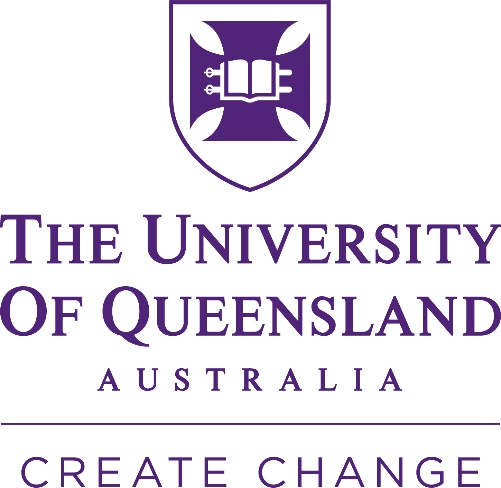 THE UNIVERSITY
OF QUEENSLAND
AUSTRALIA
CREATE CHANGE